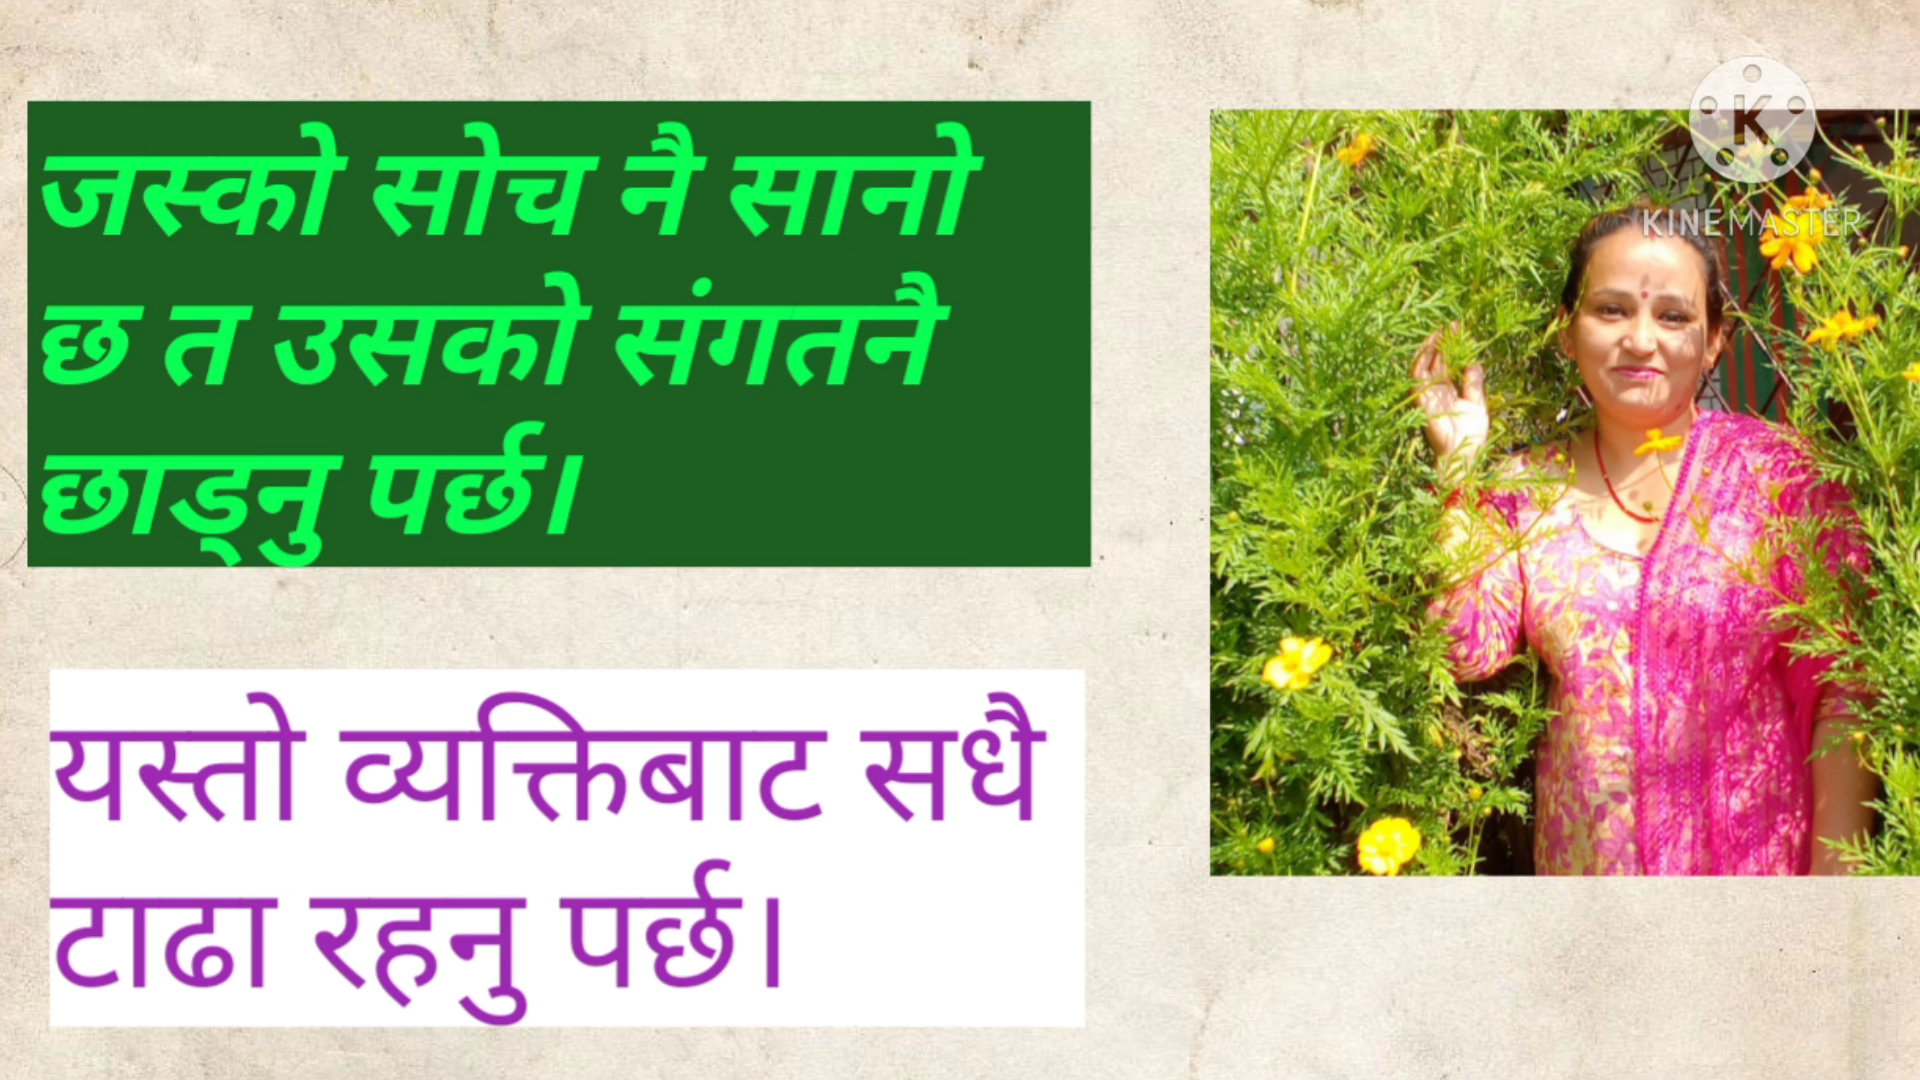 जस्को सोच नै सानो
छ त उसको संगतनै
छाड्नु पर्छ।
यस्तो व्यक्तिबाट सधै
टाढा रहनु पर्छ।
K
KINEMASTER